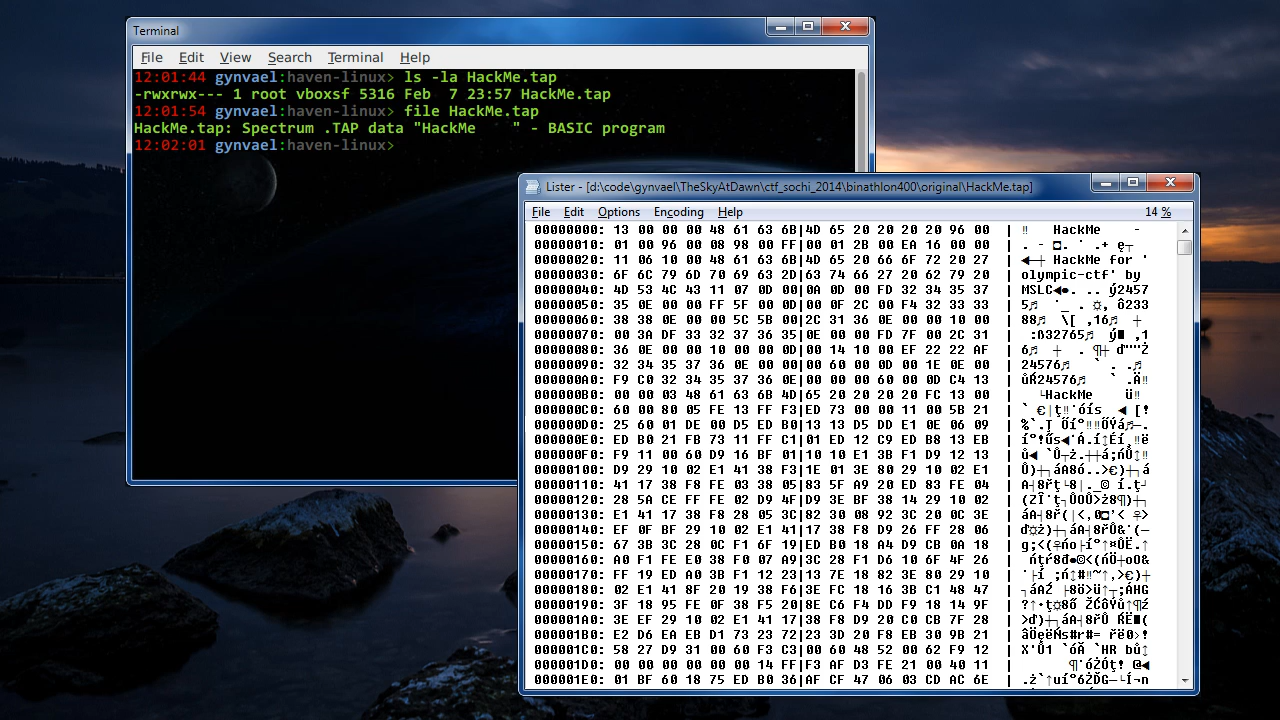 Terminal
File Edit View Search Terminal Help
12:01:44 gynvael:haven-linux> ls -la HackMe.tap
-rwxrwx--- 1 root vboxsf 5316 Feb  7 23:57 HackMe.tap
12:01:54 gynvael:haven-linux> file HackMe.tap
HackMe.tap: Spectrum .TAP data "HackMe    " - BASIC program
12:02:01 gynvael:haven-linux>
Lister - [d:\code\gynvael\TheSkyAtDawn\ctf_sochi_2014\binathlon400\original\HackMe.tap]
File Edit Options Encoding Help 14 %
00000000: 13 00 00 00 48 61 63 6B|4D 65 20 20 20 20 96 00 | HackMe
00000010: 01 00 96 00 08 98 00 FF|00 01 2B 00 EA 16 00 00 |
00000020: 11 06 10 00 48 61 63 6B|4D 65 20 66 6F 72 20 27 | HackMe for '
00000030: 6F 6C 79 6D 70 69 63 2D|63 74 66 27 20 62 79 20 | olympic-ctf' by
00000040: 4D 53 4C 43 11 07 0D 00|0A 0D 00 FD 32 34 35 37 | MSLC ý2457
00000050: 35 0E 00 00 FF 5F 00 0D|00 0F 2C 00 F4 32 33 33 | 5 ô233
00000060: 38 38 0E 00 00 5C 5B 00|2C 31 36 0E 00 00 10 00 | 88 \[ ,16
00000070: 00 3A DF 33 32 37 36 35|0E 00 00 FD 7F 00 2C 31 | :ß32765 ,1
00000080: 36 0E 00 00 10 00 00 0D|00 14 10 00 EF 22 22 AF | 6 ď""Ż
00000090: 32 34 35 37 36 0E 00 00|00 60 00 0D 00 1E 0E 00 | 24576 `
000000A0: F9 C0 32 34 35 37 36 0E|00 00 00 60 00 0D C4 13 | ůŔ24576 `
000000B0: 00 00 03 48 61 63 6B 4D|65 20 20 20 20 FC 13 00 | HackMe ü
000000C0: 60 00 80 05 FE 13 FF F3|ED 73 00 00 11 00 5B 21 |
000000D0: 25 60 01 DE 00 D5 ED B0|13 13 D5 DD E1 0E 06 09 |
000000E0: ED B0 21 FB 73 11 FF C1|01 ED 12 C9 ED B8 13 EB |
000000F0: F9 11 00 60 D9 16 BF 01|10 10 E1 3B F1 D9 12 13 |
00000100: D9 29 10 02 E1 41 38 F3|1E 01 3E 80 29 10 02 E1 |
00000110: 41 17 38 F8 FE 03 38 05|83 5F A9 20 ED 83 FE 04 |
00000120: 28 5A CE FF FE 02 D9 4F|D9 3E BF 38 14 29 10 02 |
00000130: E1 41 17 38 F8 28 05 3C|82 30 08 92 3C 20 0C 3E |
00000140: EF 0F BF 29 10 02 E1 41|17 38 F8 D9 26 FF 28 06 |
00000150: 67 3B 3C 28 0C F1 6F 19|ED B0 18 A4 D9 CB 0A 18 |
00000160: A0 F1 FE E0 38 F0 07 A9|3C 28 F1 D6 10 6F 4F 26 |
00000170: FF 19 ED A0 3B F1 12 23|13 7E 18 82 3E 80 29 10 |
00000180: 02 E1 41 8F 20 19 38 F6|3E FC 18 16 3B C1 48 47 |
00000190: 3F 18 95 FE 0F 38 F5 20|8E C6 F4 DD F9 18 14 9F |
000001A0: 3E EF 29 10 02 E1 41 17|38 F8 D9 20 C0 CB 7F 28 |
000001B0: E2 D6 EA EB D1 73 23 72|23 3D 20 F8 EB 30 9B 21 |
000001C0: 58 27 D9 31 00 60 F3 C3|00 60 48 52 00 62 F9 12 |
000001D0: 00 00 00 00 00 00 14 FF|F3 AF D3 FE 21 00 40 11 |
000001E0: 01 BF 60 18 75 ED B0 36|AF CF 47 06 03 CD AC 6E |